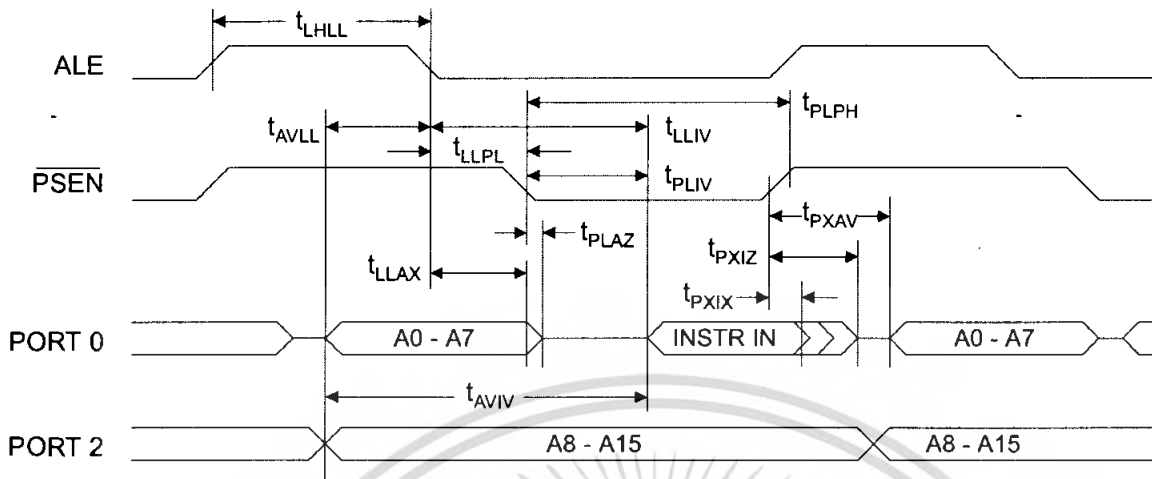 tLHLL
ALE
tPLPH
tAVLL
tLLIV
tLLPL
PSEN
tPLIV
tPLAZ
tPXAV
tLLAX
tPXIZ
tPXIX
PORT 0
A0 - A7
INSTR IN
A0 - A7
tAVIV
PORT 2
A8 - A15
A8 - A15